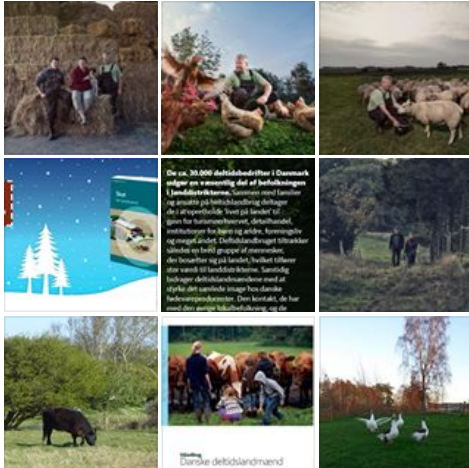 De ca. 30.000 deltidsbedrifter i Danmark
udgør en væsentlig del af befolkningen
i landdistrikterne. Sammen med familier
og ansatte på heltidslandbrug deltager
de i at opretholde 'livet på landet' til
gavn for turismeerhvervet, detailhandel,
institutioner for børn og ældre, foreningsliv
og meget andet. Deltidslandbruget tiltrækker
således en bred gruppe af mennesker,
der bosætter sig på landet, hvilket tilfører
stor værdi til landdistrikterne. Samtidig
bidrager deltidslandmændene med at
styrke det samlede image hos danske
fødevareproducenter. Den kontakt, de har
med den øvrige lokalbefolkning, og de
Danske deltidslandmænd